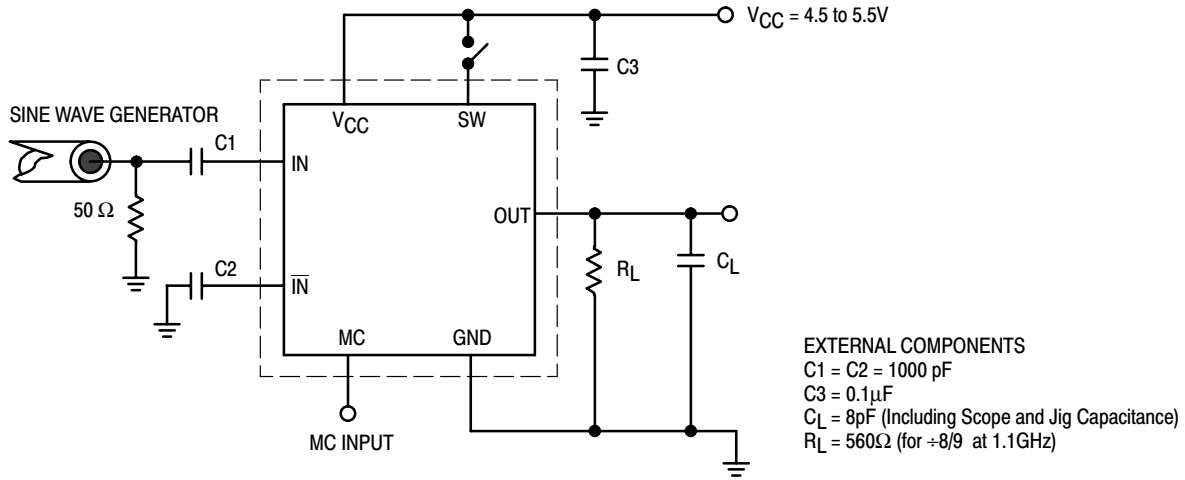 VCC = 4.5 to 5.5V
C3
SINE WAVE GENERATOR
VCC
SW
C1
IN
50 Ω
OUT
RL
CL
C2
I̅N̅
MC
GND
MC INPUT
EXTERNAL COMPONENTS
C1 = C2 = 1000 pF
C3 = 0.1μF
CL = 8pF (Including Scope and Jig Capacitance)
RL = 560Ω (for ÷8/9 at 1.1GHz)